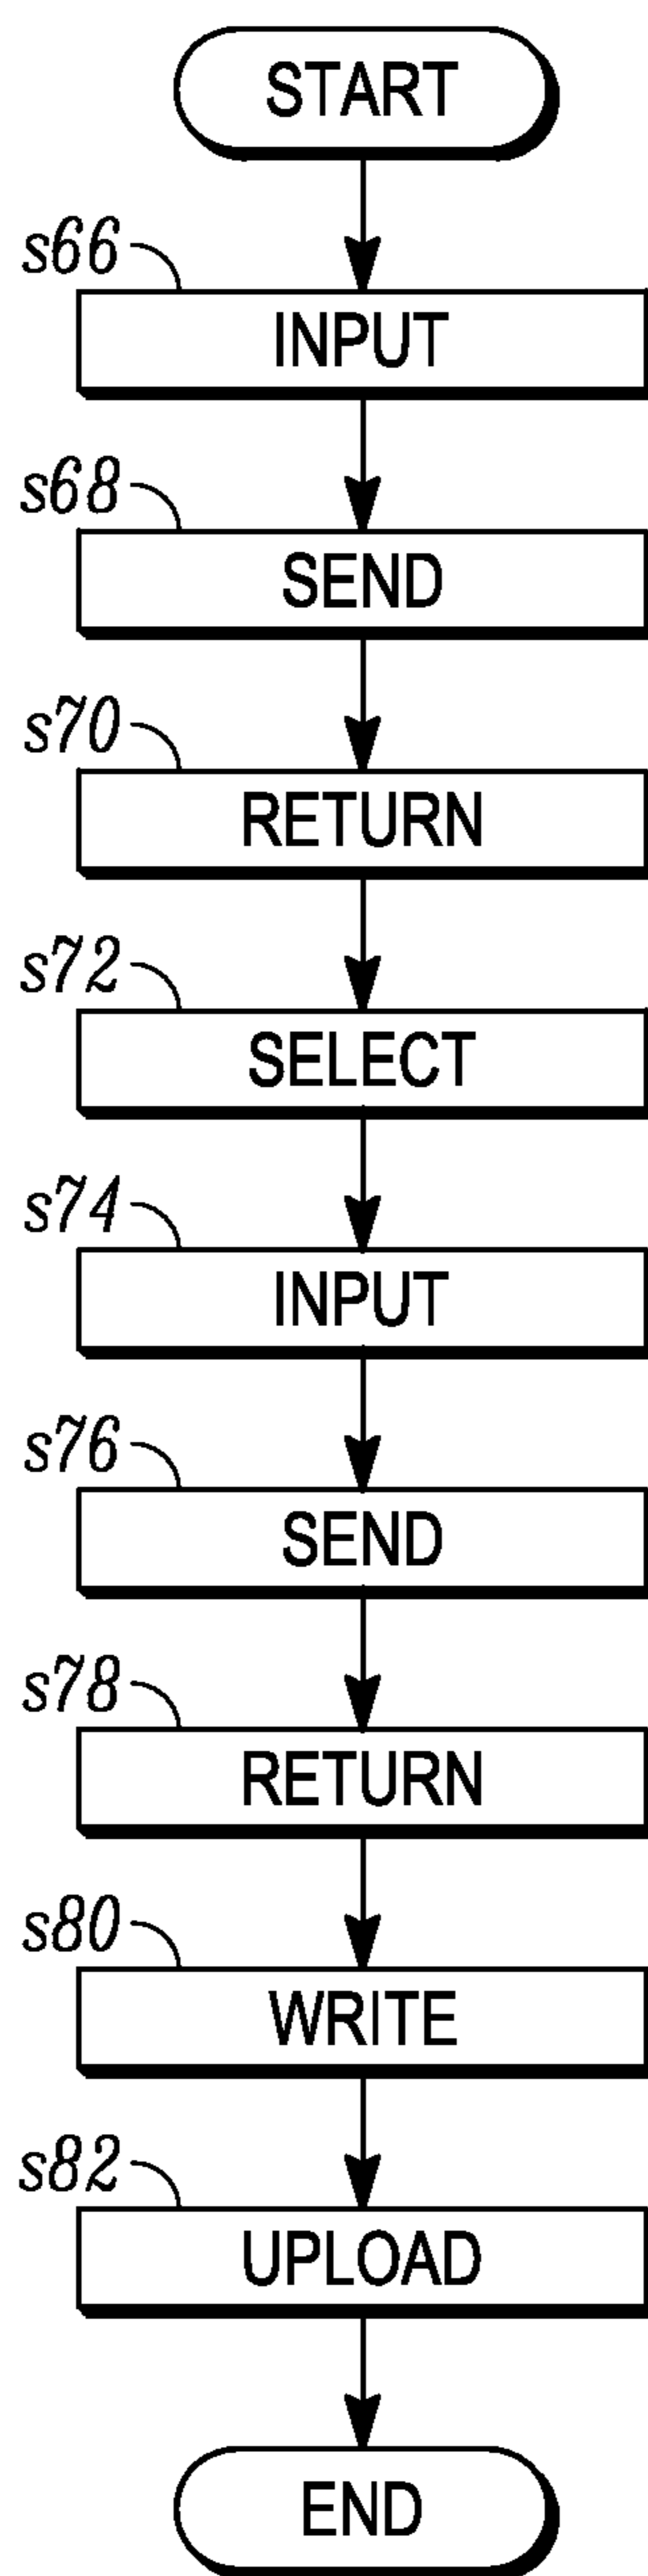 START
s66
INPUT
s68
SEND
s70
RETURN
s72
SELECT
s74
INPUT
s76
SEND
s78
RETURN
s80
WRITE
s82
UPLOAD
END